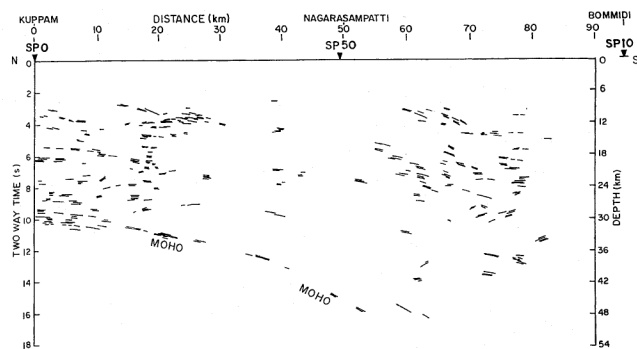 KUPPAM DISTANCE (km) NAGARASAMPATTI BOMMIDI
0 10 20 30 40 50 60 70 80 90
SP0 SP50 SP10
N S
0 0
2 6
4 12
6 18
8 24
10 30
12 36
14 42
16 48
18 54
TWO WAY TIME (s)
DEPTH (km)
MOHO
MOHO